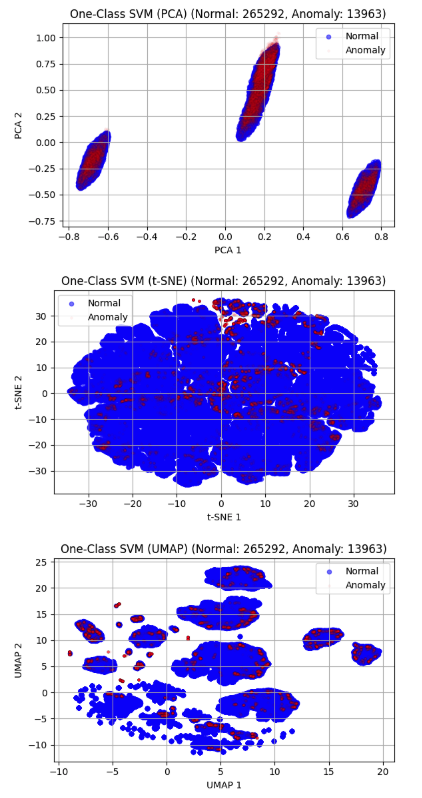 One-Class SVM (PCA) (Normal: 265292, Anomaly: 13963)
Normal
Anomaly
1.00
0.75
0.50
0.25
0.00
−0.25
−0.50
−0.75
PCA 2
−0.8 −0.6 −0.4 −0.2 0.0 0.2 0.4 0.6 0.8
PCA 1
One-Class SVM (t-SNE) (Normal: 265292, Anomaly: 13963)
Normal
Anomaly
30
20
10
0
−10
−20
−30
t-SNE 2
−30 −20 −10 0 10 20 30
t-SNE 1
One-Class SVM (UMAP) (Normal: 265292, Anomaly: 13963)
Normal
Anomaly
25
20
15
10
5
0
−5
−10
UMAP 2
−10 −5 0 5 10 15 20
UMAP 1